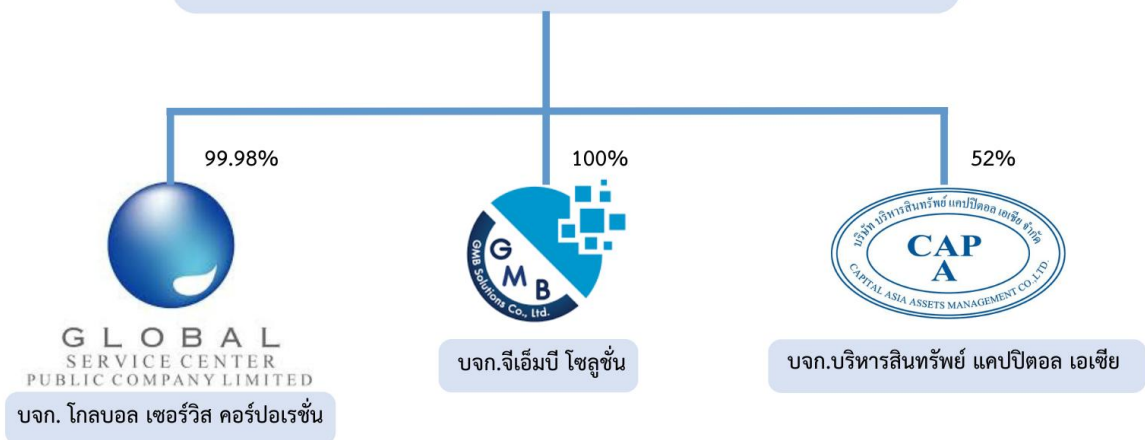 99.98%
100%
52%
GMB
GMB Solutions Co., Ltd.
บริษัท บริหารสินทรัพย์ แคปปิตอล เอเชีย จำกัด
CAP
A
CAPITAL ASIA ASSETS MANAGEMENT CO.,LTD.
GLOBAL
SERVICE CENTER
PUBLIC COMPANY LIMITED
บจก. โกลบอล เซอร์วิส คอร์ปอเรชั่น
บจก.จีเอ็มบี โซลูชั่น
บจก.บริหารสินทรัพย์ แคปปิตอล เอเชีย